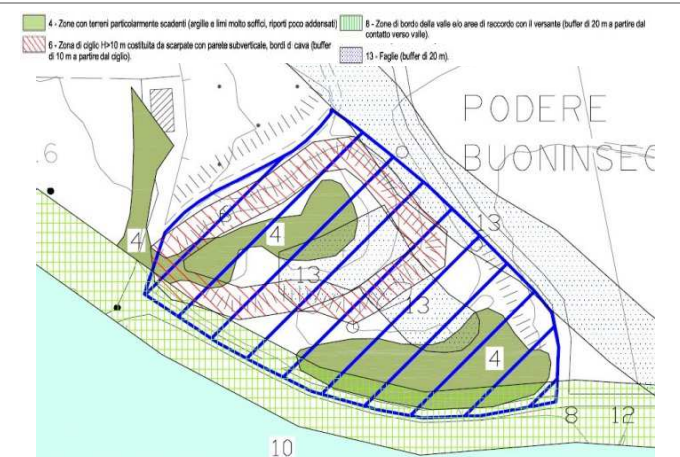 4 - Zone con terreni particolarmente scadenti (argille e limi molto soffici, riporti poco addensati)
6 - Zona di ciglio H>10 m costituita da scarpate con parete subverticale, bordi di cava (buffer
di 10 m a partire dal ciglio).
8 - Zone di bordo della valle e/o aree di raccordo con il versante (buffer di 20 m a partire dal
contatto verso valle).
13 - Faglie (buffer di 20 m).
PODERE
BUONINSEG
16
6
4
4
13
13
13
4
8
12
10